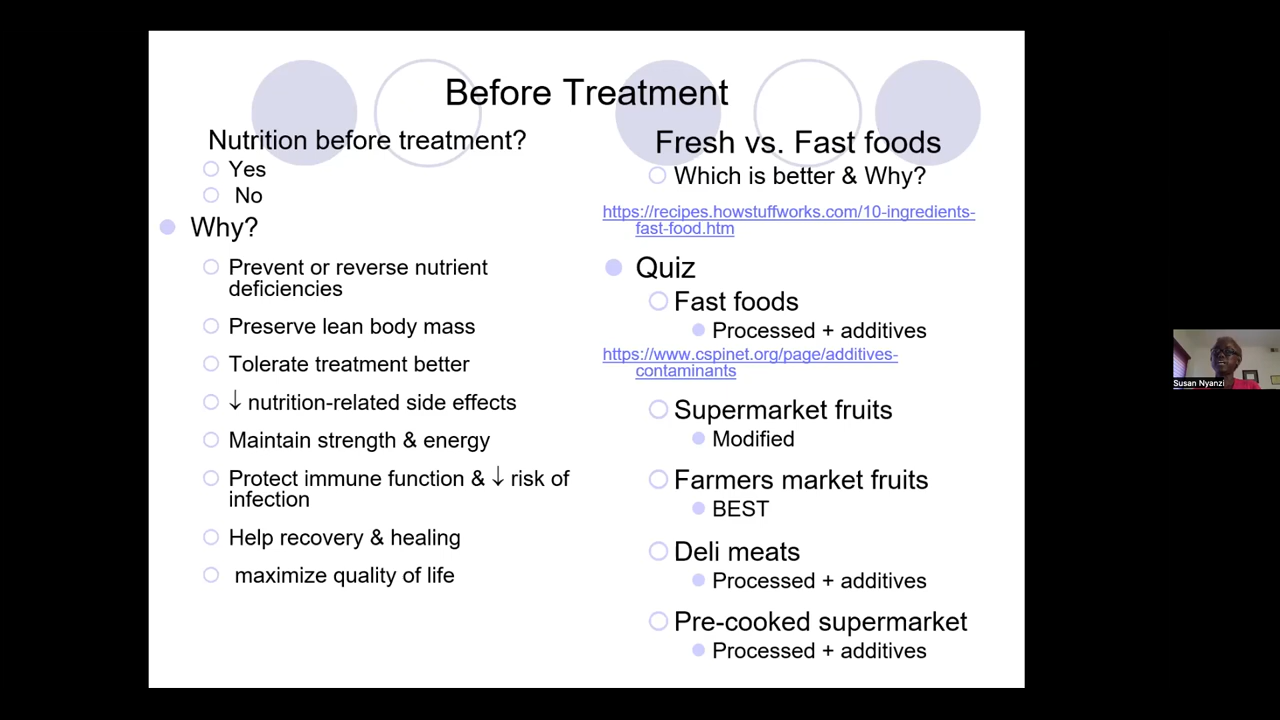 Before Treatment
Nutrition before treatment?
Yes
No
Why?
Prevent or reverse nutrient
deficiencies
Preserve lean body mass
Tolerate treatment better
↓ nutrition-related side effects
Maintain strength & energy
Protect immune function & ↓ risk of
infection
Help recovery & healing
maximize quality of life
Fresh vs. Fast foods
Which is better & Why?
https://recipes.howstuffworks.com/10-ingredients-
fast-food.htm
Quiz
Fast foods
Processed + additives
https://www.cspinet.org/page/additives-
contaminants
Supermarket fruits
Modified
Farmers market fruits
BEST
Deli meats
Processed + additives
Pre-cooked supermarket
Processed + additives
Susan Nyanzi